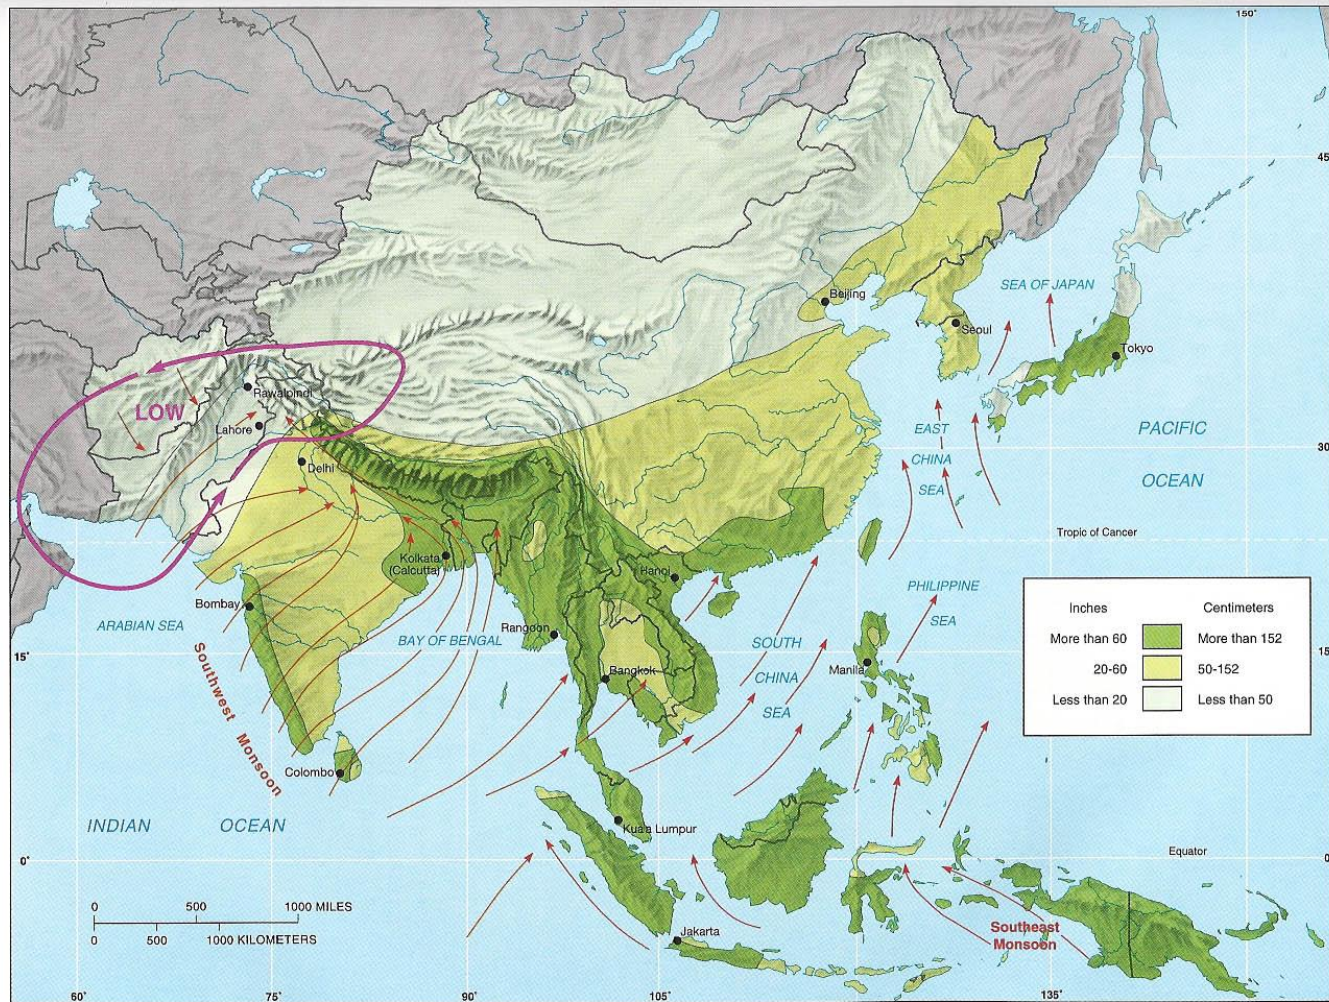 150°
45
SEA OF JAPAN
Beijing
Seoul
Tokyo
Rawalpindi
LOW
Lahore
Delhi
EAST
CHINA
SEA
PACIFIC
OCEAN
30
Tropic of Cancer
Kolkata
(Calcutta)
Hanoi
Bombay
ARABIAN SEA
BAY OF BENGAL
Rangoon
PHILIPPINE
SEA
15°
Southwest Monsoon
Bangkok
SOUTH
CHINA
SEA
Manila
Inches
Centimeters
More than 60
More than 152
20-60
50-152
Less than 20
Less than 50
15
Colombo
INDIAN OCEAN
Kuala Lumpur
Equator
0°
0
0 500 1000 MILES
0 500 1000 KILOMETERS
Jakarta
Southeast
Monsoon
60°
75°
90°
105°
135°